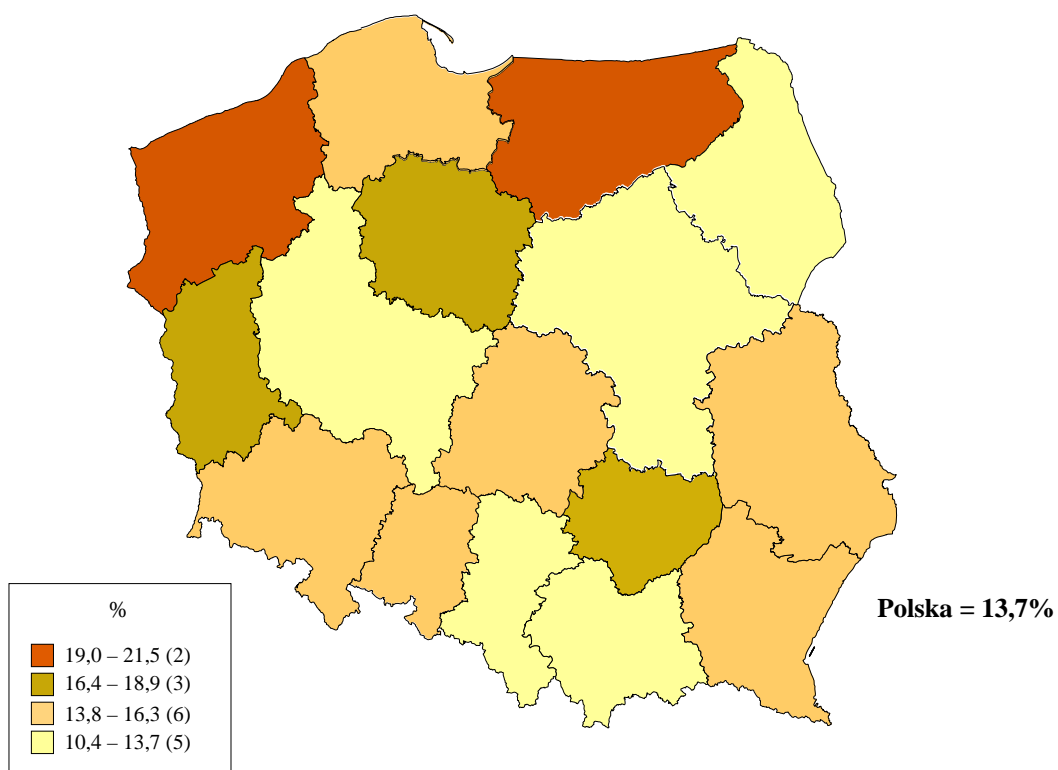 Polska = 13,7%
%
19,0 – 21,5 (2)
16,4 – 18,9 (3)
13,8 – 16,3 (6)
10,4 – 13,7 (5)